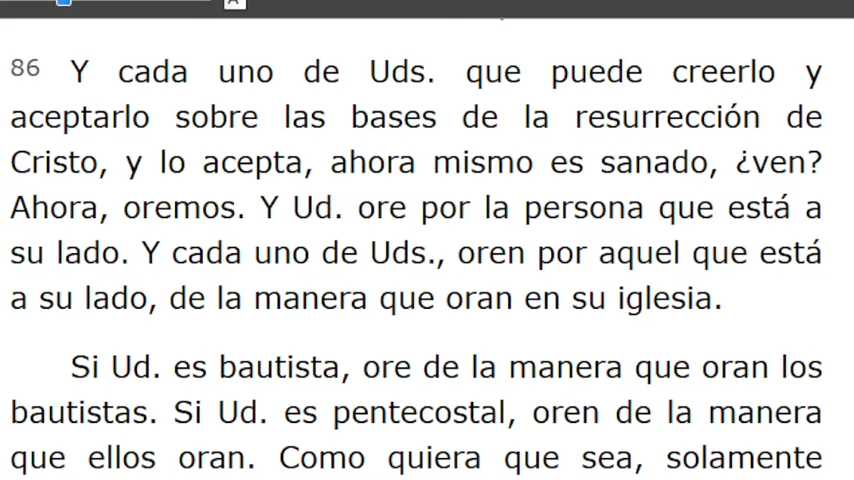 86 Y cada uno de Uds. que puede creerlo y
aceptarlo sobre las bases de la resurrección de
Cristo, y lo acepta, ahora mismo es sanado, ¿ven?
Ahora, oremos. Y Ud. ore por la persona que está a
su lado. Y cada uno de Uds., oren por aquel que está
a su lado, de la manera que oran en su iglesia.
Si Ud. es bautista, ore de la manera que oran los
bautistas. Si Ud. es pentecostal, oren de la manera
que ellos oran. Como quiera que sea, solamente